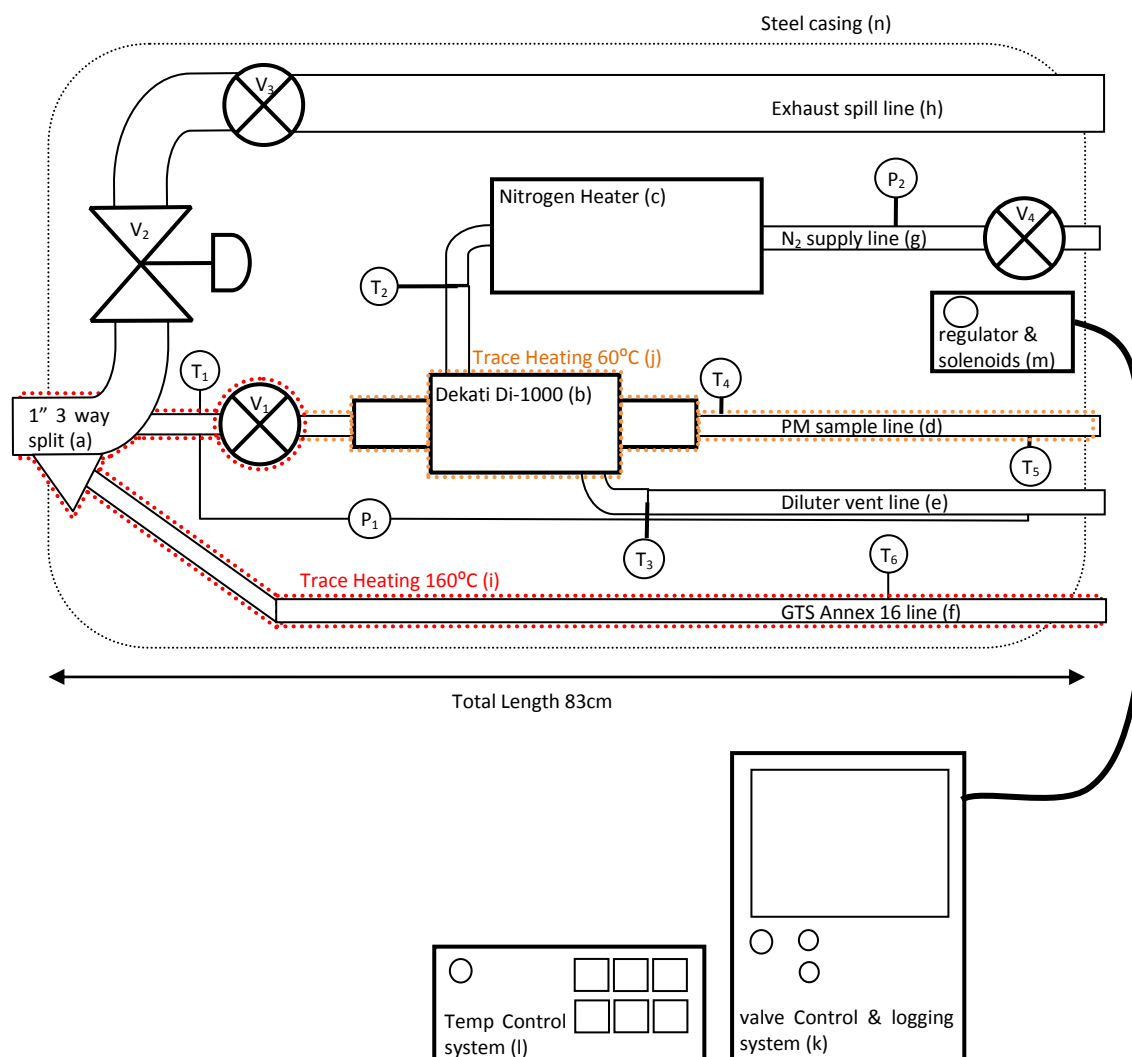 Steel casing (n)
V₃
Exhaust spill line (h)
Nitrogen Heater (c)
P₂
V₄
N₂ supply line (g)
V₂
T₂
regulator &
solenoids (m)
Trace Heating 60⁰C (j)
T₁
T₄
Dekati Di-1000 (b)
V₁
1” 3 way
split (a)
PM sample line (d)
T₅
Diluter vent line (e)
P₁
T₃
T₆
Trace Heating 160⁰C (i)
GTS Annex 16 line (f)
Total Length 83cm
Temp Control
system (l)
valve Control & logging
system (k)